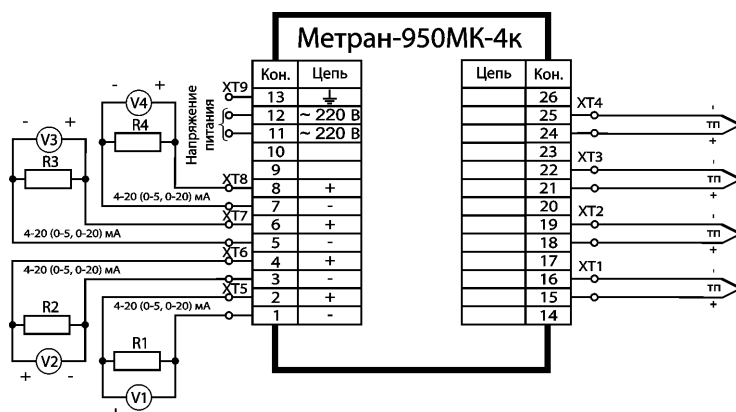 Метран-950МК-4к
Кон. Цепь
13
12 ~ 220 В
11 ~ 220 В
10
9
8 +
7 -
6 +
5 -
4 +
3 -
2 +
1 -
Цепь Кон.
26
25
24
23
22
21
20
19
18
17
16
15
14
XT9
Напряжение
питания
- V4 +
R4
XT8
4-20 (0-5, 0-20) мА
- V3 +
R3
XT7
4-20 (0-5, 0-20) мА
XT6
4-20 (0-5, 0-20) мА
R2
+ V2 -
XT5
4-20 (0-5, 0-20) мА
R1
+ V1
XT4
-
ТП
+
XT3
-
ТП
+
XT2
-
ТП
+
XT1
-
ТП
+